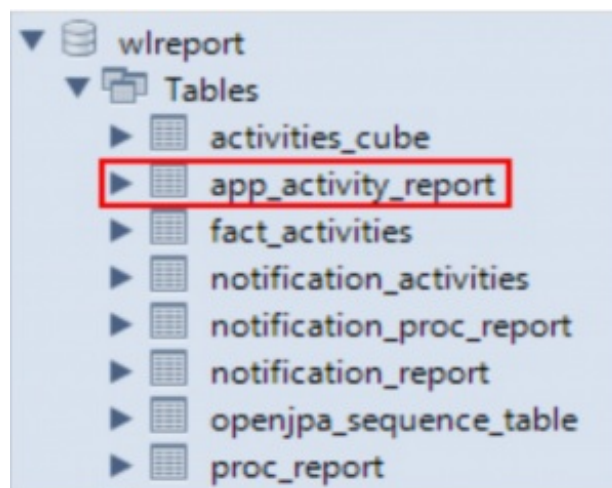 wlreport
Tables
activities_cube
app_activity_report
fact_activities
notification_activities
notification_proc_report
notification_report
openjpa_sequence_table
proc_report